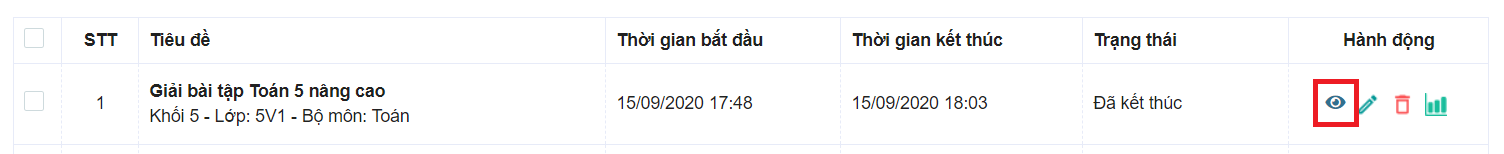 STT Tiêu đề Thời gian bắt đầu Thời gian kết thúc Trạng thái Hành động
1 Giải bài tập Toán 5 nâng cao 15/09/2020 17:48 15/09/2020 18:03 Đã kết thúc
Khối 5 - Lớp: 5V1 - Bộ môn: Toán